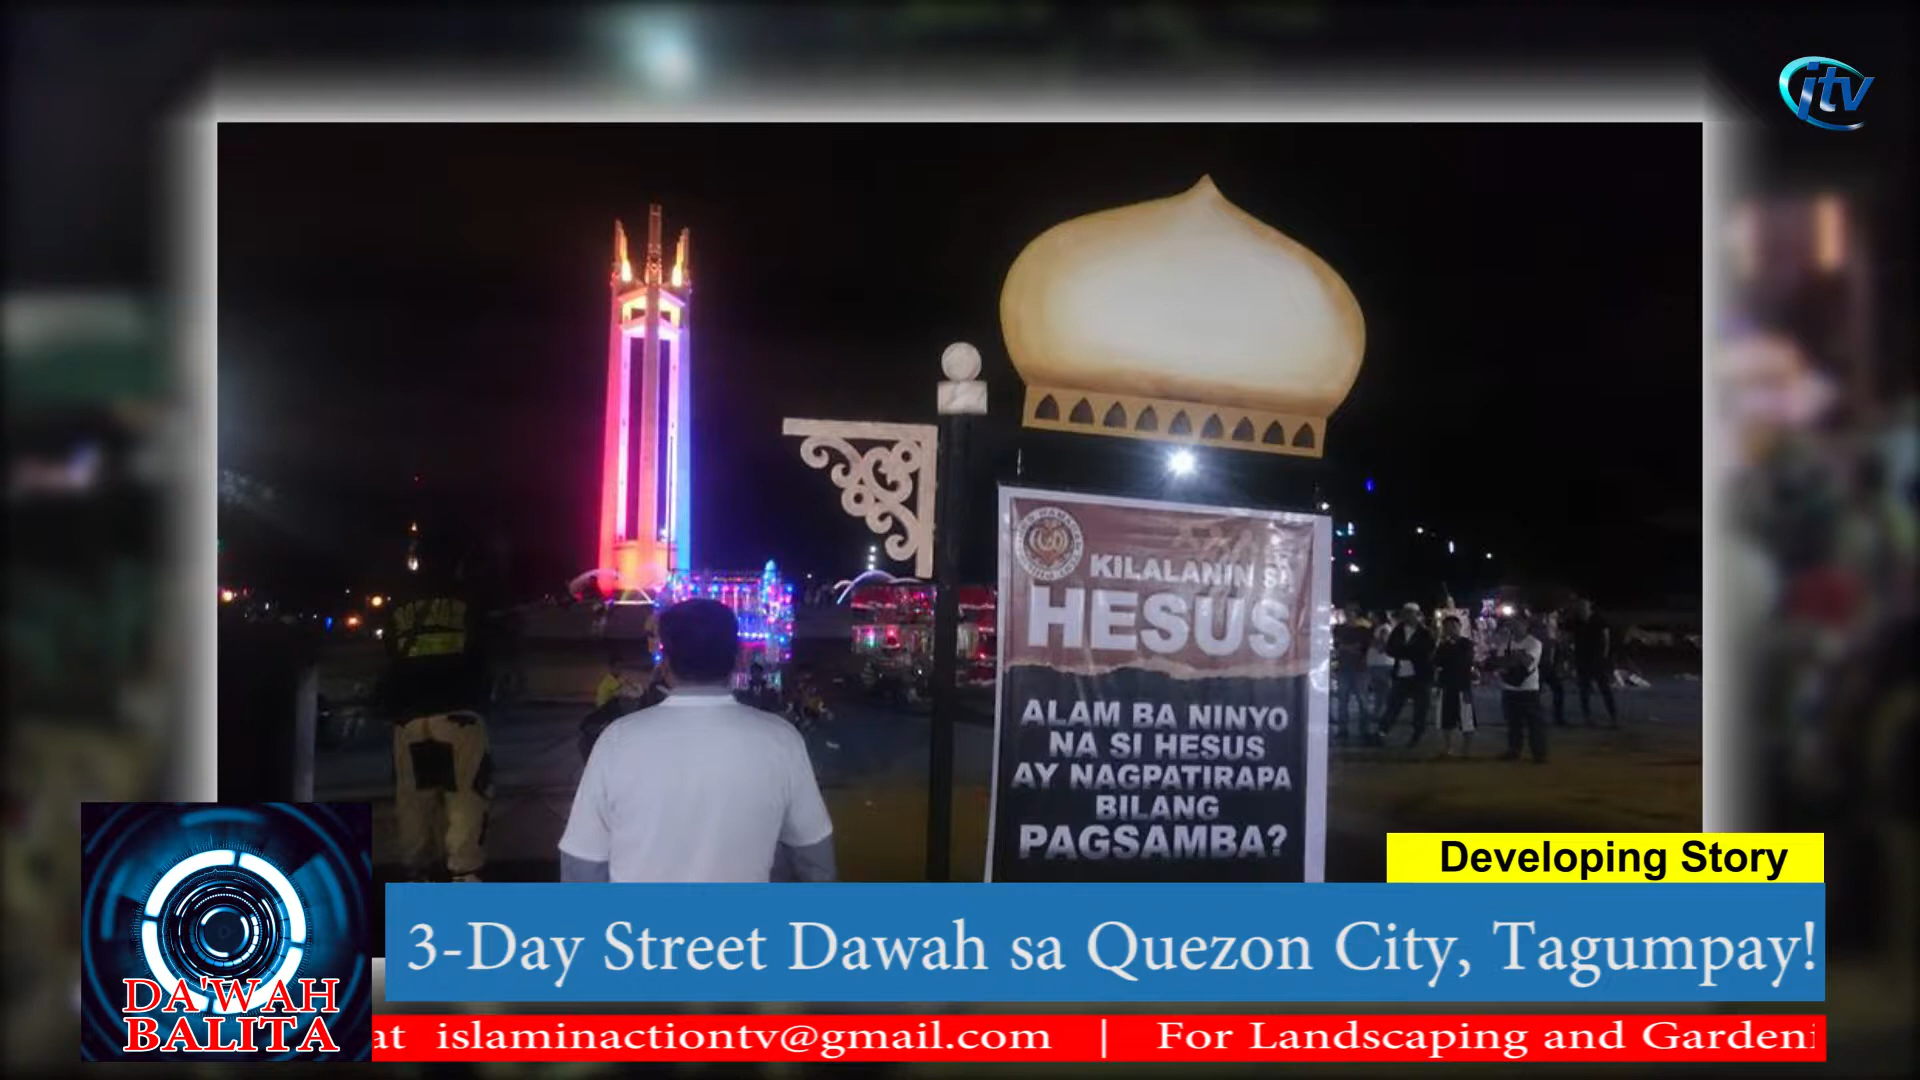 itv
KILALANIN SI
HESUS
ALAM BA NINYO
NA SI HESUS
AY NAGPATIRAPA
BILANG
PAGSAMBA?
Developing Story
3-Day Street Dawah sa Quezon City, Tagumpay!
DA'WAH
BALITA
at islaminactiontv@gmail.com | For Landscaping and Gardeni